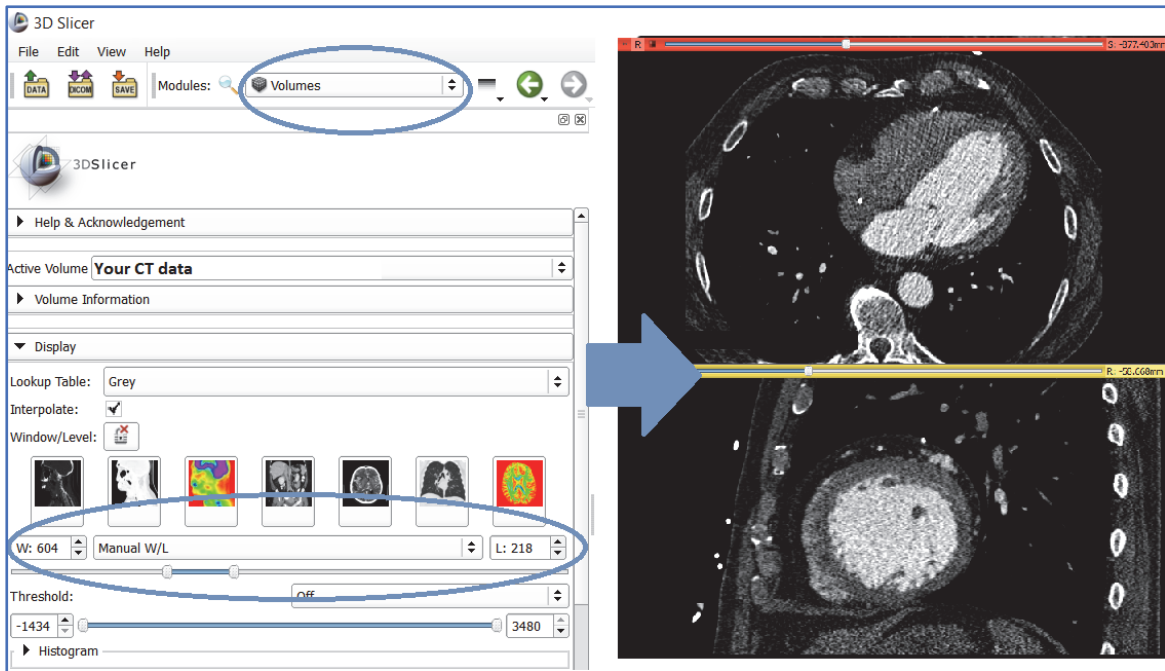 3D Slicer
File Edit View Help
DATA DICOM SAVE Modules: Volumes
3DSlicer
Help & Acknowledgement
Active Volume Your CT data
Volume Information
Display
Lookup Table: Grey
Interpolate:
Window/Level:
W: 604 Manual W/L L: 218
Threshold: Off
-1434 3480
Histogram
R S: -377.403mm
R: -56.668mm